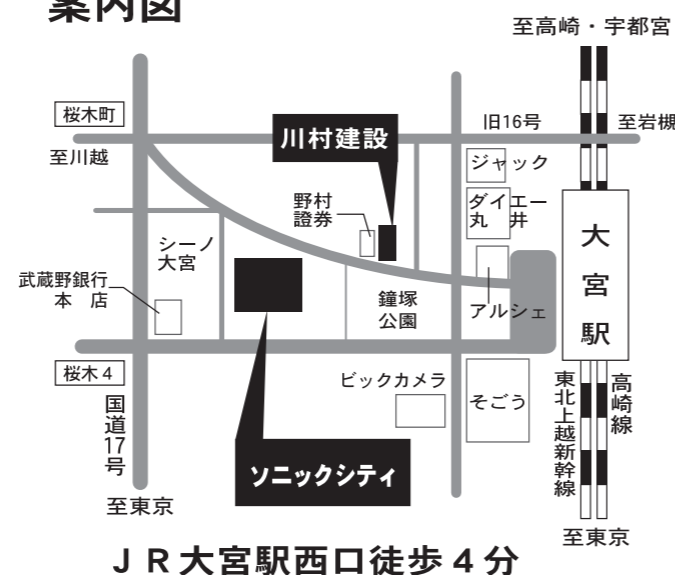 案内図
至高崎・宇都宮
桜木町
川村建設
旧16号
至岩槻
至川越
ジャック
野村
證券
ダイエー
丸 井
シーノ
大宮
大宮駅
武蔵野銀行
本 店
鐘塚
公園
アルシェ
桜木4
ビックカメラ
そごう
国道17号
東北上越新幹線
高崎線
ソニックシティ
至東京
至東京
JR大宮駅西口徒歩4分